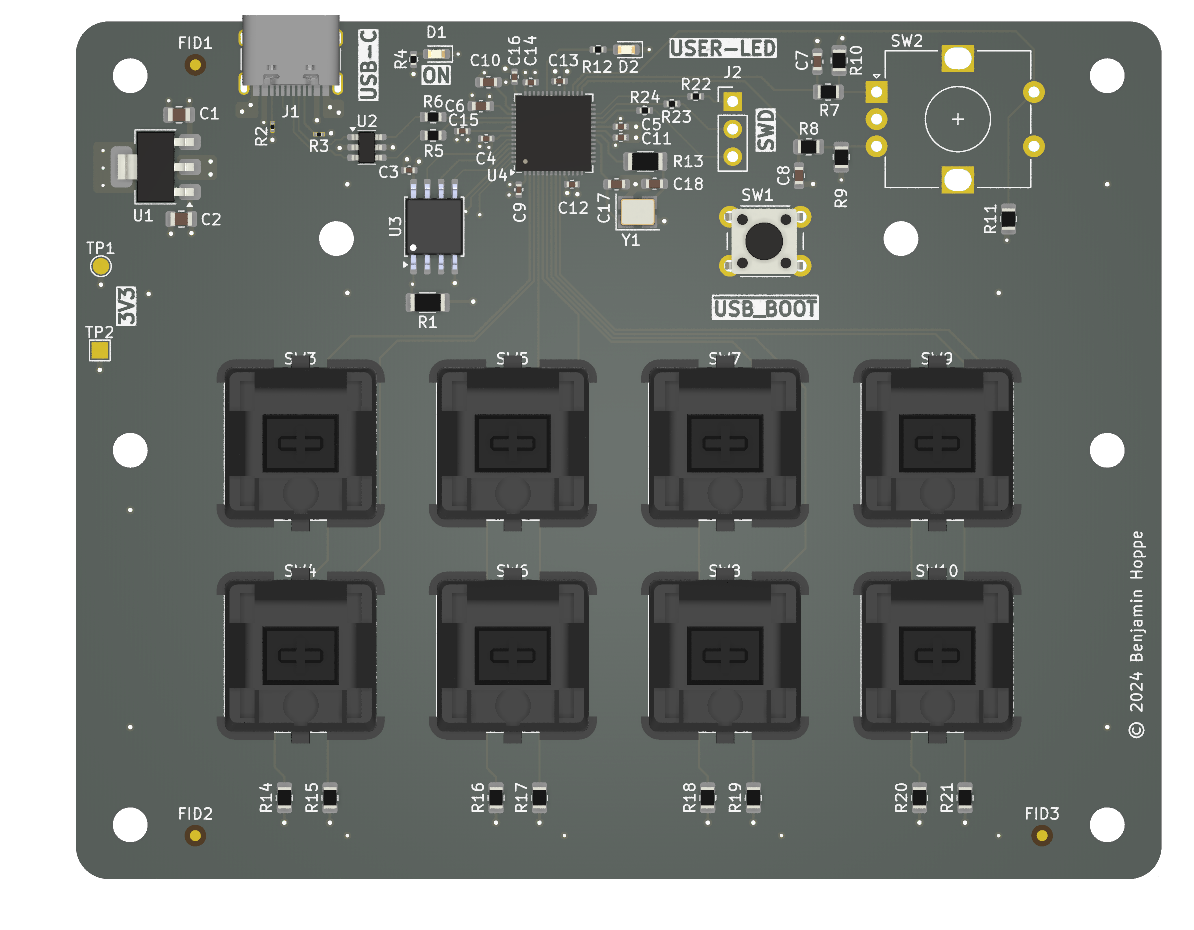 FID1
USB-C
R4
D1
ON
C10
C16
C14
C13
R12
D2
USER-LED
J2
C7
R10
SW2
C1
J1
R2
R3
U2
R6
C6
C15
R5
C4
C3
U4
R24
R22
R23
C5
C11
R13
SWD
R7
R8
C8
R9
U1
C2
U3
C9
C12
C17
C18
Y1
SW1
R11
TP1
3V3
TP2
R1
USB_BOOT
SW3
SW5
SW7
SW9
SW4
SW6
SW8
SW10
© 2024 Benjamin Hoppe
R14
R15
R16
R17
R18
R19
R20
R21
FID2
FID3